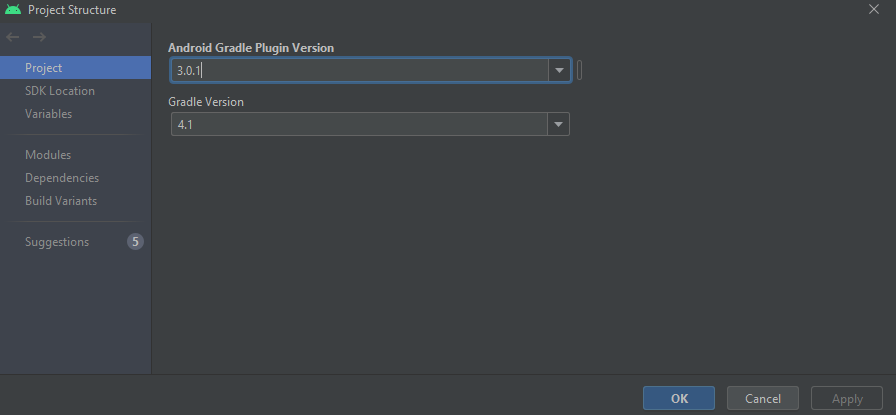 Project Structure
Project
SDK Location
Variables
Modules
Dependencies
Build Variants
Suggestions 5
Android Gradle Plugin Version
3.0.1
Gradle Version
4.1
OK Cancel Apply